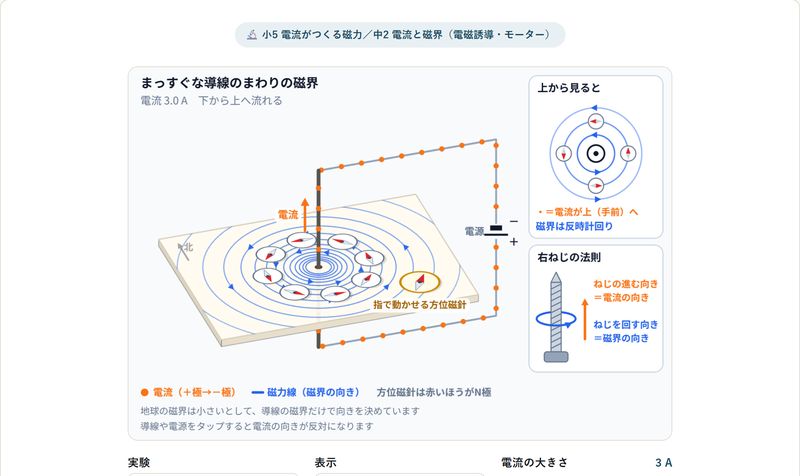 小5 電流がつくる磁力／中2 電流と磁界（電磁誘導・モーター）
まっすぐな導線のまわりの磁界
電流 3.0 A　下から上へ流れる
電流
北
電源
−
+
指で動かせる方位磁針
上から見ると
・＝電流が上（手前）へ
磁界は反時計回り
右ねじの法則
ねじの進む向き
＝電流の向き
ねじを回す向き
＝磁界の向き
電流（＋極→−極）　磁力線（磁界の向き）　方位磁針は赤いほうがN極
地球の磁界は小さいとして、導線の磁界だけで向きを決めています
導線や電源をタップすると電流の向きが反対になります
実験　表示　電流の大きさ　3 A